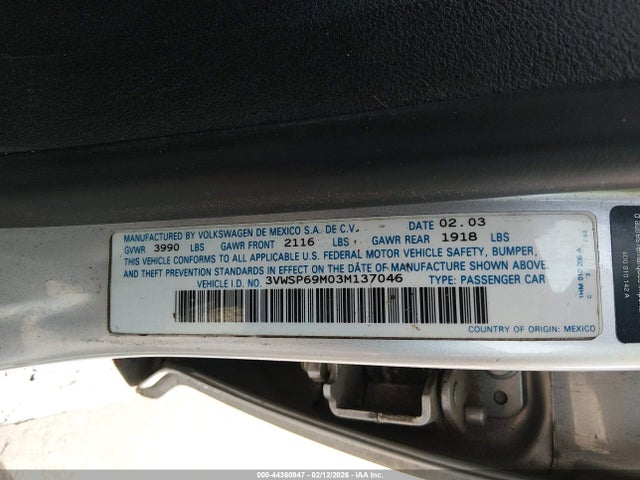 MANUFACTURED BY VOLKSWAGEN DE MEXICO S.A. DE C.V. DATE 02.03
GVWR 3990 LBS GAWR FRONT 2116 LBS GAWR REAR 1918 LBS
THIS VEHICLE CONFORMS TO ALL APPLICABLE U.S. FEDERAL MOTOR VEHICLE SAFETY, BUMPER,
THEFT PREVENTION STANDARDS IN EFFECT ON THE DATE OF MANUFACTURE SHOWN ABOVE.
VEHICLE I.D. NO. 3VWSP69M03M137046 TYPE: PASSENGER CAR
COUNTRY OF ORIGIN: MEXICO
000-44360947 - 02/12/2026 - IAA Inc.